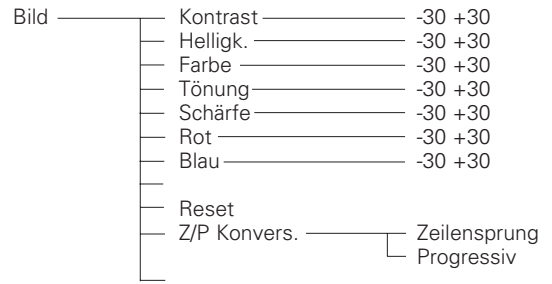 Bild Kontrast -30 +30
Helligk. -30 +30
Farbe -30 +30
Tönung -30 +30
Schärfe -30 +30
Rot -30 +30
Blau -30 +30
Reset
Z/P Konvers. Zeilensprung
Progressiv